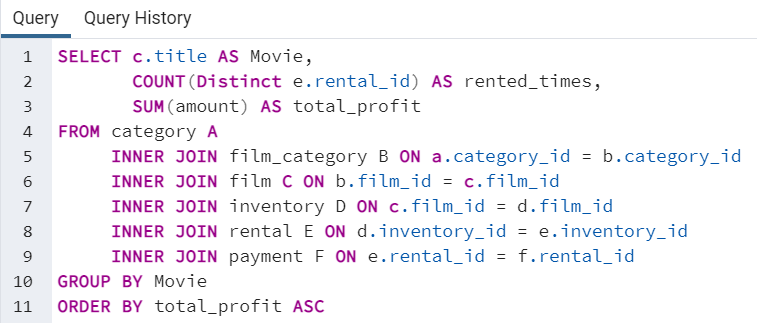 Query Query History
1 SELECT c.title AS Movie,
2 COUNT(Distinct e.rental_id) AS rented_times,
3 SUM(amount) AS total_profit
4 FROM category A
5 INNER JOIN film_category B ON a.category_id = b.category_id
6 INNER JOIN film C ON b.film_id = c.film_id
7 INNER JOIN inventory D ON c.film_id = d.film_id
8 INNER JOIN rental E ON d.inventory_id = e.inventory_id
9 INNER JOIN payment F ON e.rental_id = f.rental_id
10 GROUP BY Movie
11 ORDER BY total_profit ASC